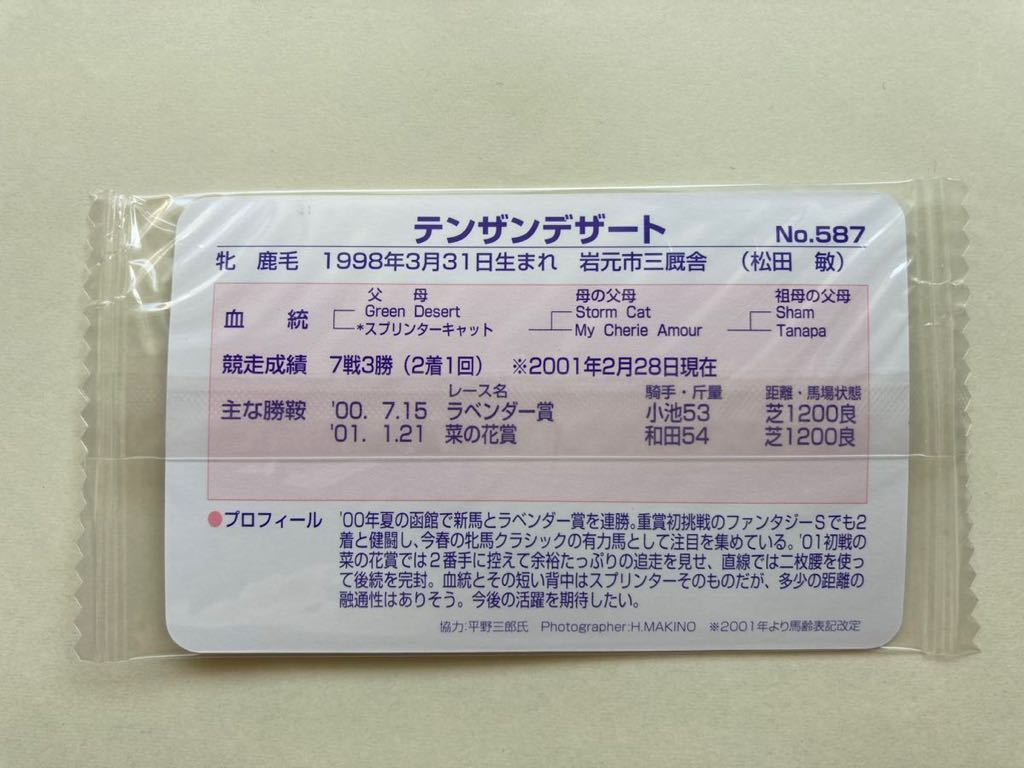 テンザンデザート No.587
牝 鹿毛 1998年3月31日生まれ 岩元市三厩舎 (松田 敏)
父 母 母の父母 祖母の父母
血 統 Green Desert Storm Cat Sham
*スプリンターキャット My Cherie Amour Tanapa
競走成績 7戦3勝(2着1回) ※2001年2月28日現在
レース名 騎手・斤量 距離・馬場状態
主な勝鞍 '00. 7.15 ラベンダー賞 小池53 芝1200良
'01. 1.21 菜の花賞 和田54 芝1200良
●プロフィール '00年夏の函館で新馬とラベンダー賞を連勝。重賞初挑戦のファンタジーSでも2
着と健闘し、今春の牝馬クラシックの有力馬として注目を集めている。'01初戦の
菜の花賞では2番手に控えて余裕たっぷりの追走を見せ、直線では二枚腰を使っ
て後続を完封。血統とその短い背中はスプリンターそのものだが、多少の距離の
融通性はありそう。今後の活躍を期待したい。
協力:平野三郎氏 Photographer:H.MAKINO ※2001年より馬齢表記改定